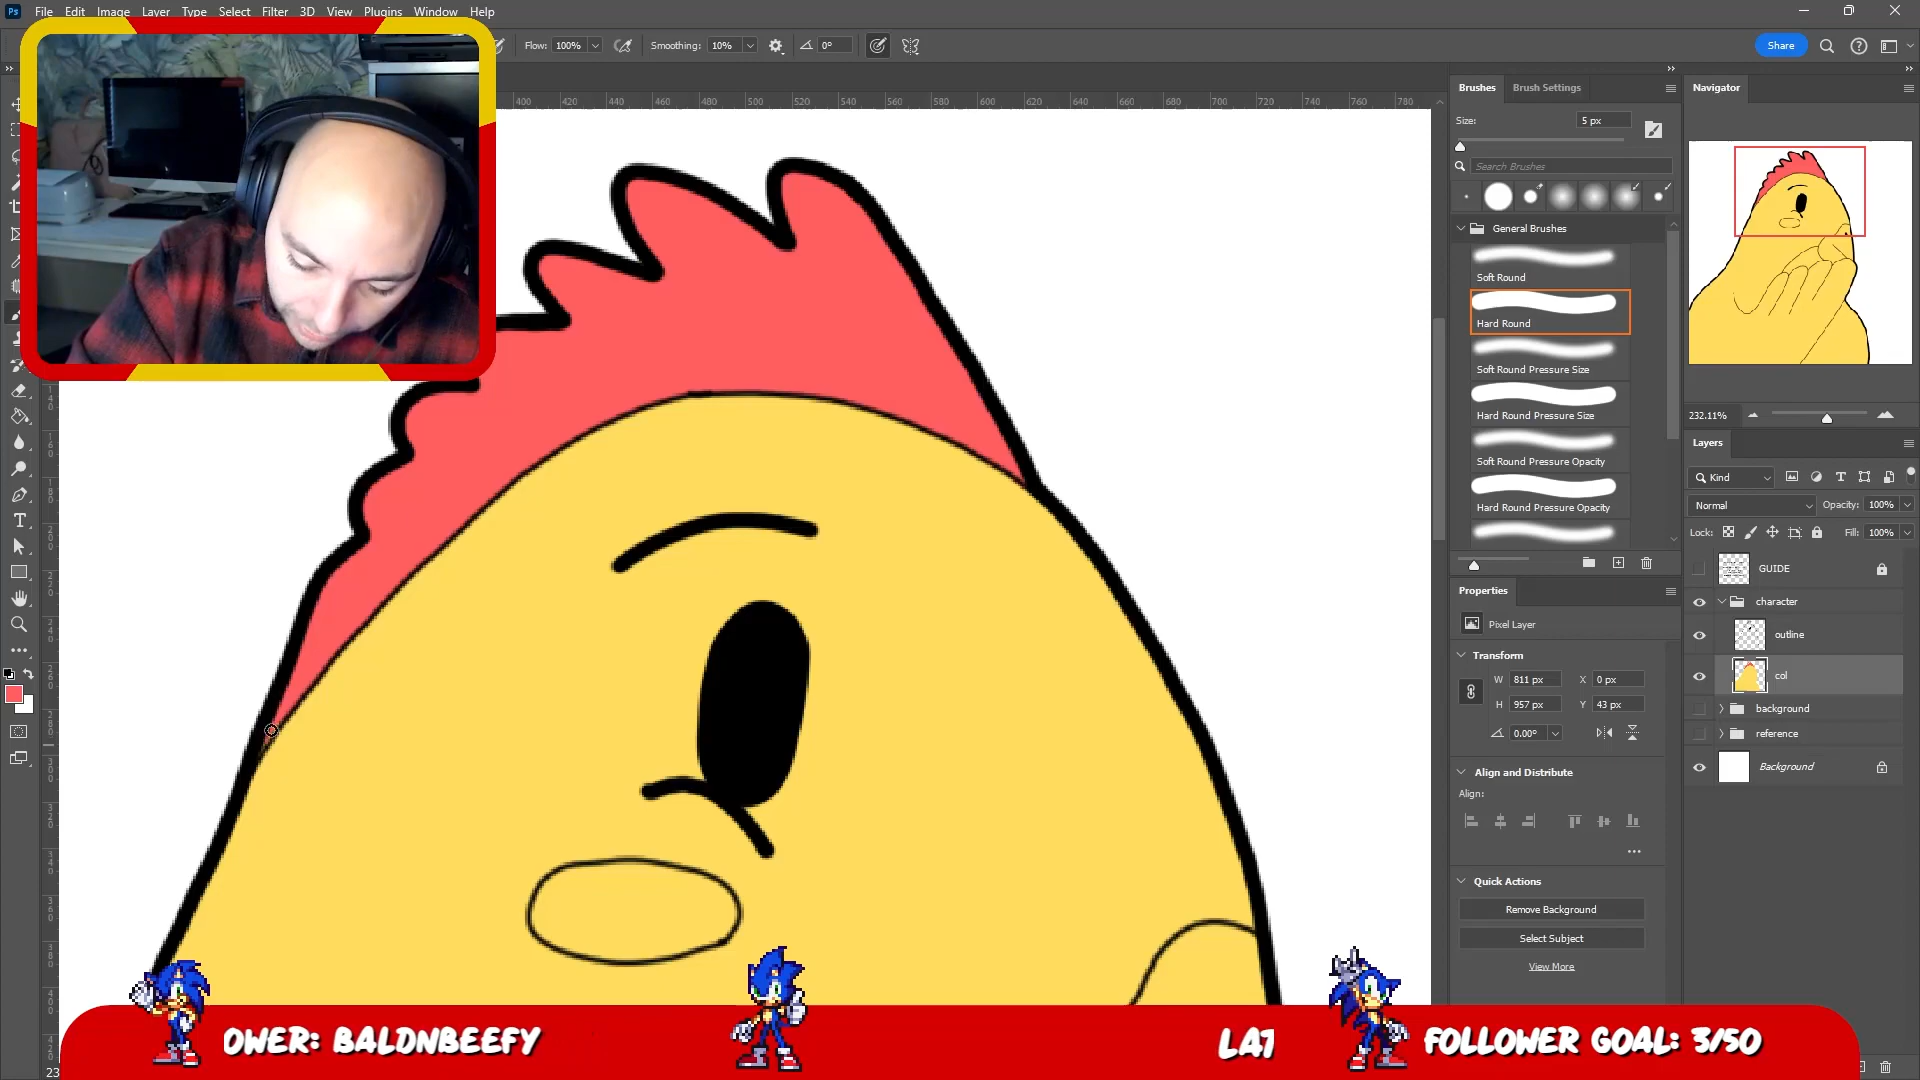 Ps File Edit Image Layer Type Select Filter 3D View Plugins Window Help
Flow: 100% Smoothing: 10% 0° Share
400 420 440 460 480 500 520 540 560 580 600 620 640 660 680 700 720 740 760 780
Brushes Brush Settings
Size: 5 px
Search Brushes
General Brushes
Soft Round
Hard Round
Soft Round Pressure Size
Hard Round Pressure Size
Soft Round Pressure Opacity
Hard Round Pressure Opacity
Properties
Pixel Layer
Transform
W 811 px X 0 px
H 957 px Y 43 px
0.00°
Align and Distribute
Align:
Quick Actions
Remove Background
Select Subject
View More
Navigator
232.11%
Layers
Kind
Normal Opacity: 100%
Lock: Fill: 100%
GUIDE
character
outline
col
background
reference
Background
OWER: BALDNBEEFY
LAT
FOLLOWER GOAL: 3/50
23